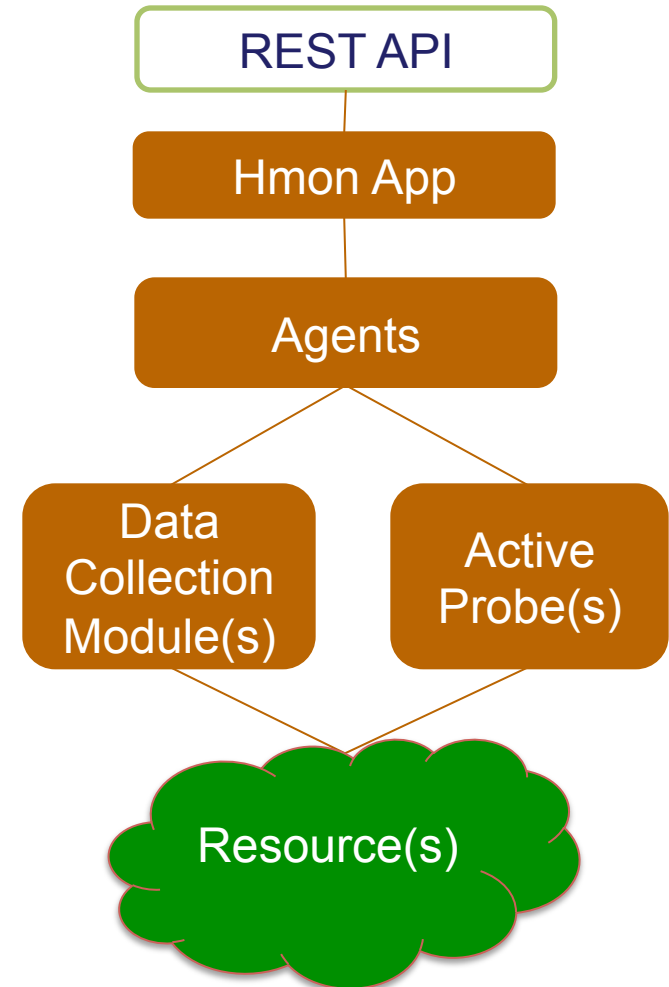 REST API
Hmon App
Agents
Data
Collection
Module(s)
Active
Probe(s)
Resource(s)